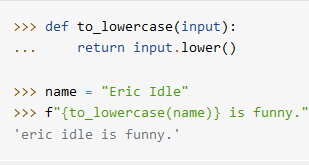 >>> def to_lowercase(input):
...     return input.lower()
>>> name = "Eric Idle"
>>> f"{to_lowercase(name)} is funny."
'eric idle is funny.'